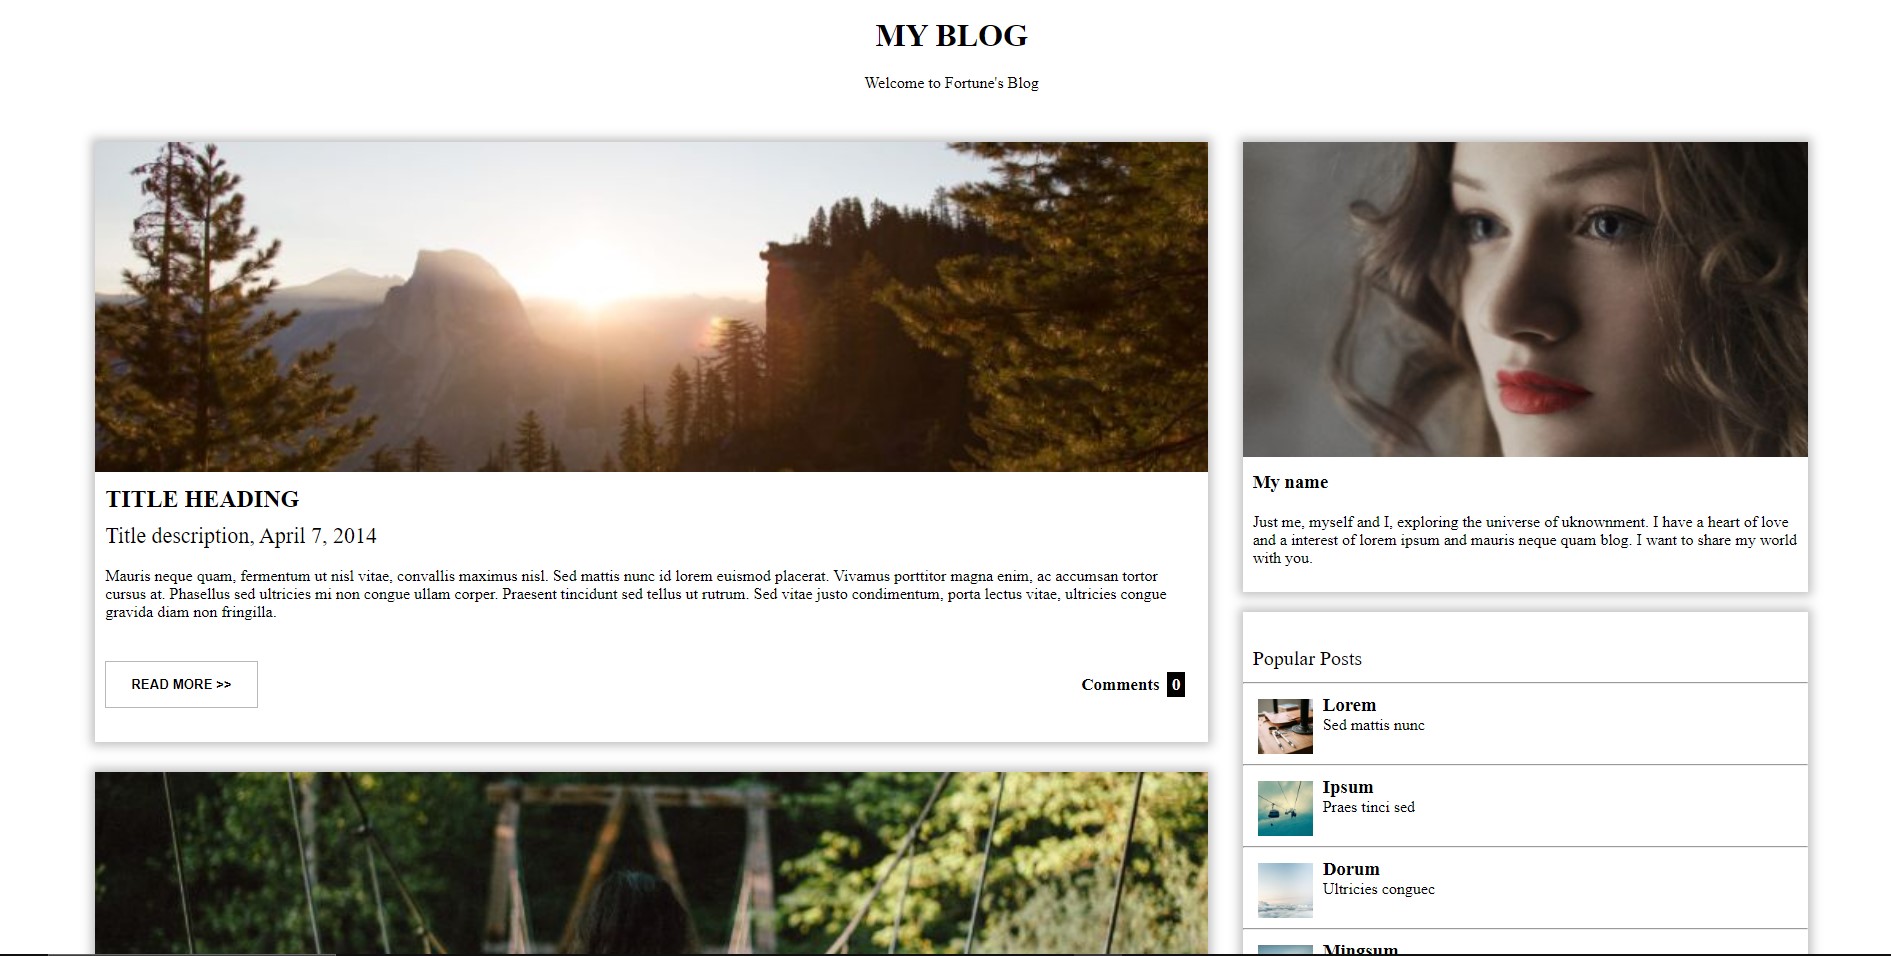 MY BLOG
Welcome to Fortune's Blog
TITLE HEADING
Title description, April 7, 2014
Mauris neque quam, fermentum ut nisl vitae, convallis maximus nisl. Sed mattis nunc id lorem euismod placerat. Vivamus porttitor magna enim, ac accumsan tortor
cursus at. Phasellus sed ultricies mi non congue ullam corper. Praesent tincidunt sed tellus ut rutrum. Sed vitae justo condimentum, porta lectus vitae, ultricies congue
gravida diam non fringilla.
READ MORE >>
Comments 0
My name
Just me, myself and I, exploring the universe of uknownment. I have a heart of love
and a interest of lorem ipsum and mauris neque quam blog. I want to share my world
with you.
Popular Posts
Lorem
Sed mattis nunc
Ipsum
Praes tinci sed
Dorum
Ultricies conguec
Mingsum